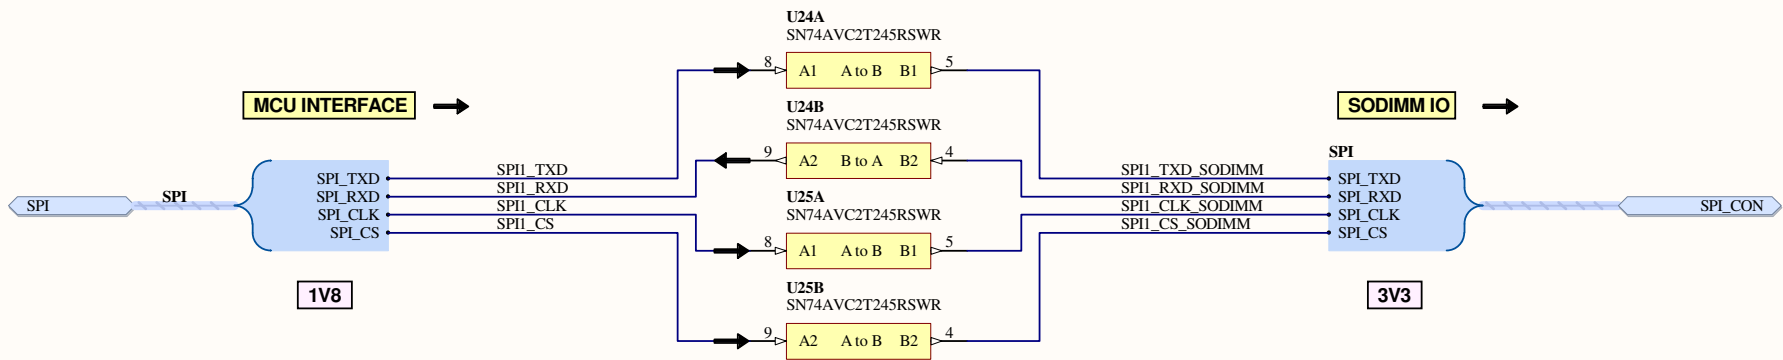 U24A
SN74AVC2T245RSWR
8 A1 A to B B1 5
MCU INTERFACE
SODIMM IO
U24B
SN74AVC2T245RSWR
9 A2 B to A B2 4
SPI
SPI_TXD SPI1_TXD SPI1_TXD_SODIMM SPI_TXD
SPI_RXD SPI1_RXD SPI1_RXD_SODIMM SPI_RXD
SPI SPI SPI_CON
SPI_CLK SPI1_CLK SPI1_CLK_SODIMM SPI_CLK
SPI_CS SPI1_CS SPI1_CS_SODIMM SPI_CS
U25A
SN74AVC2T245RSWR
8 A1 A to B B1 5
1V8
3V3
U25B
SN74AVC2T245RSWR
9 A2 A to B B2 4